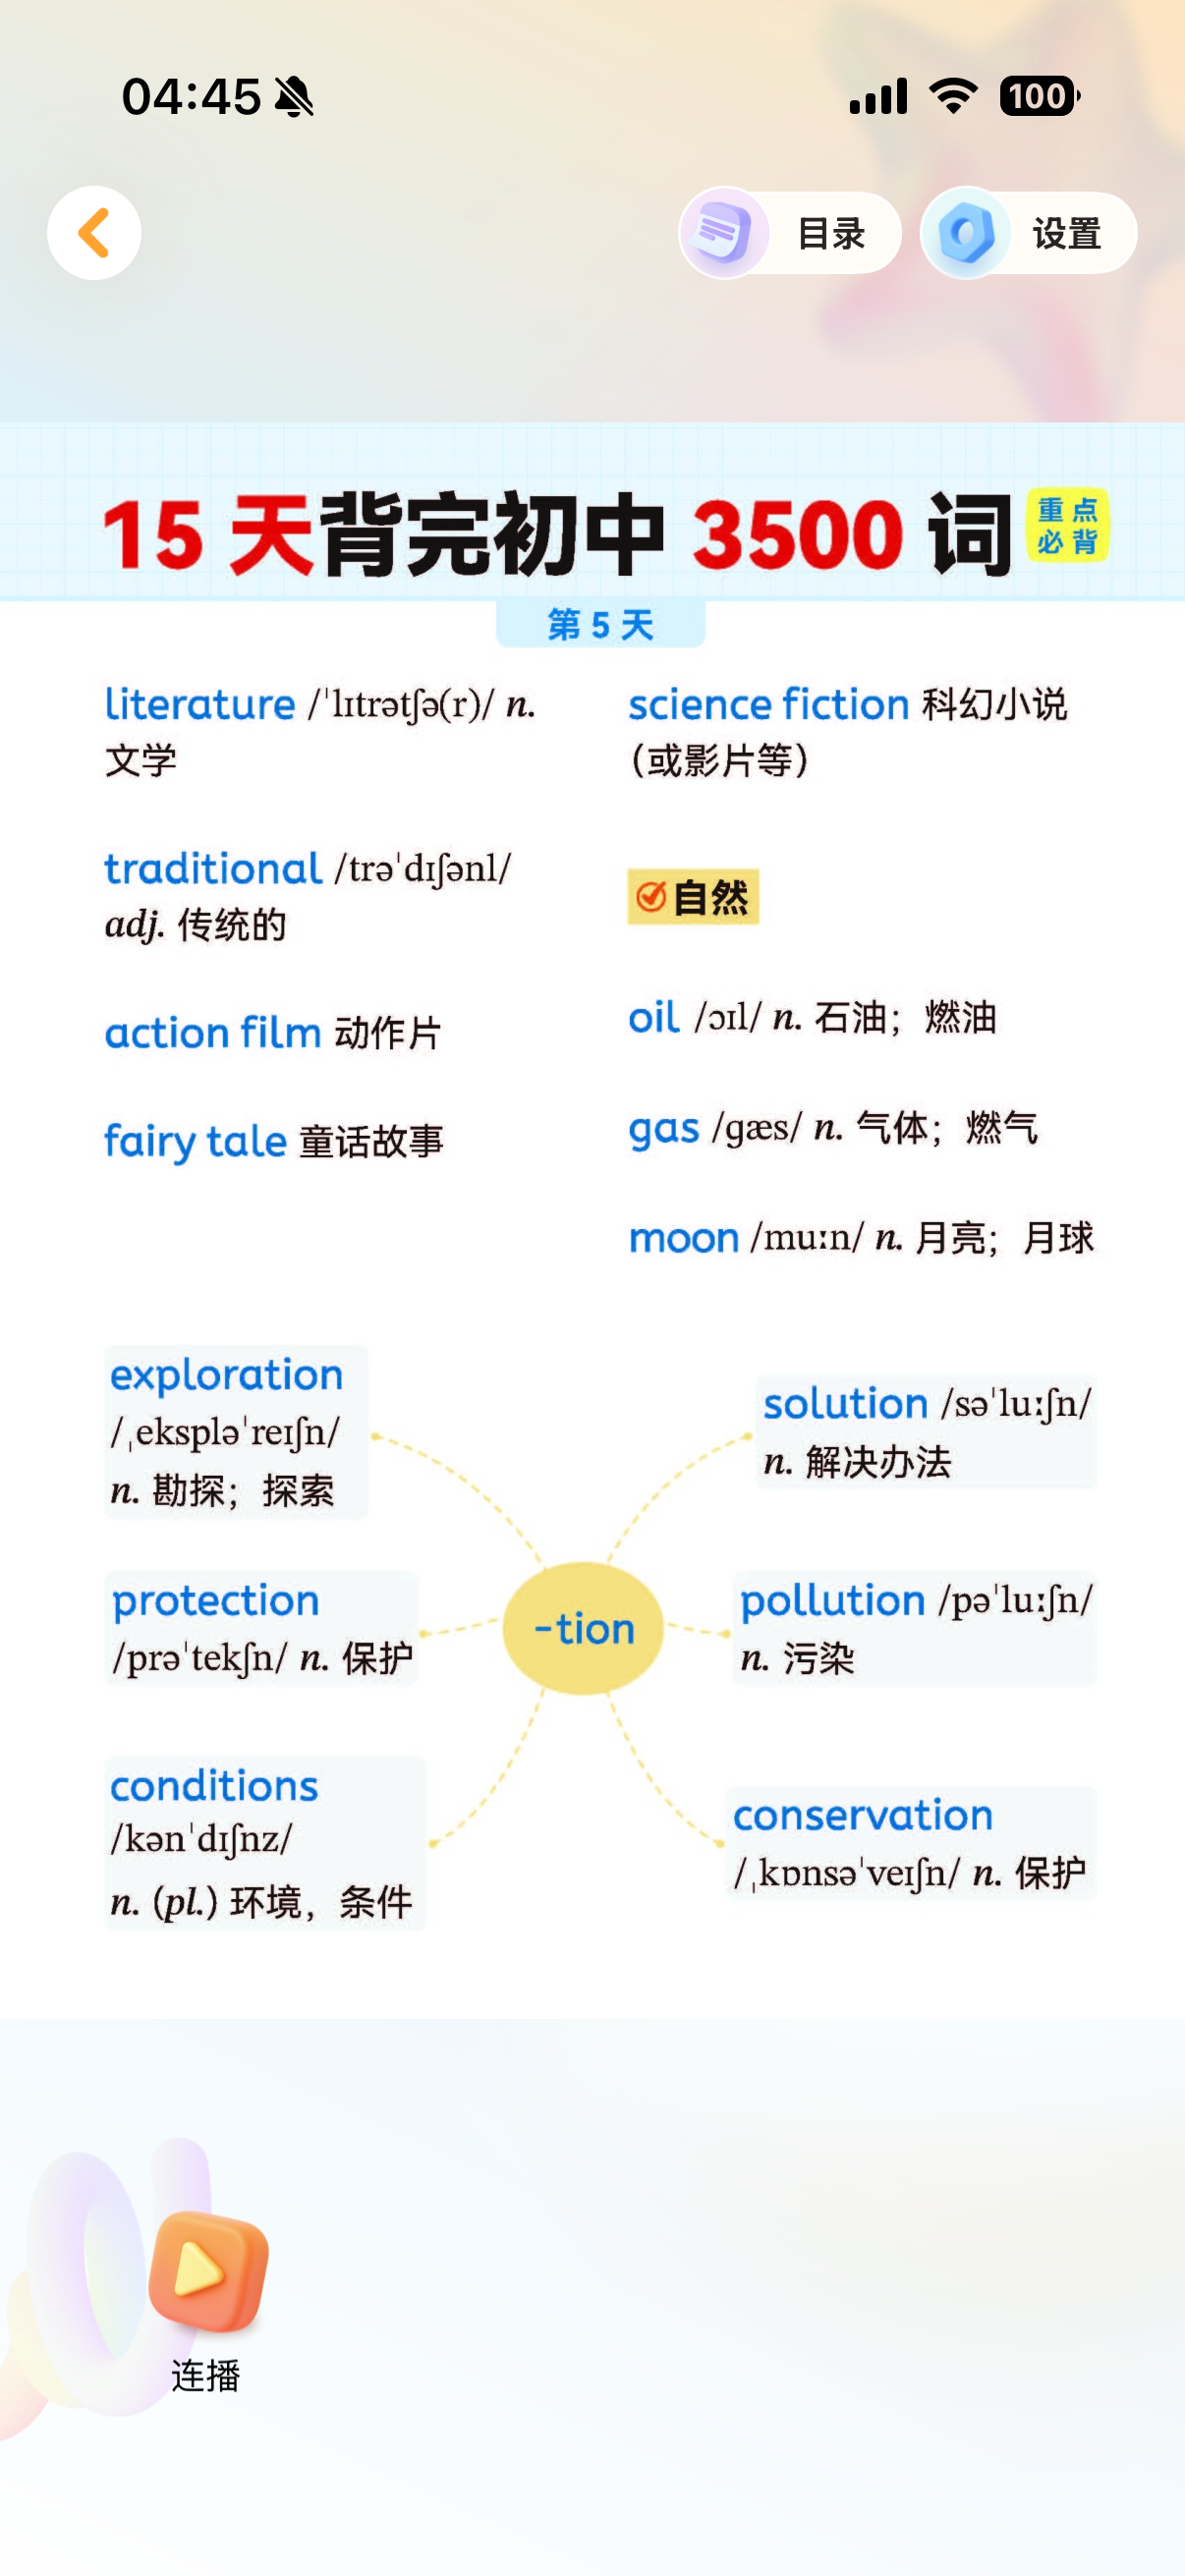 04:45
100
目录
设置
15 天背完初中 3500 词
重点
必背
第 5 天
literature /ˈlɪtrətʃə(r)/ n.
文学
traditional /trəˈdɪʃənl/
adj. 传统的
action film 动作片
fairy tale 童话故事
science fiction 科幻小说
（或影片等）
自然
oil /ɔɪl/ n. 石油；燃油
gas /ɡæs/ n. 气体；燃气
moon /muːn/ n. 月亮；月球
exploration
/ˌekspləˈreɪʃn/
n. 勘探；探索
protection
/prəˈtekʃn/ n. 保护
conditions
/kənˈdɪʃnz/
n. (pl.) 环境，条件
-tion
solution /səˈluːʃn/
n. 解决办法
pollution /pəˈluːʃn/
n. 污染
conservation
/ˌkɒnsəˈveɪʃn/ n. 保护
连播